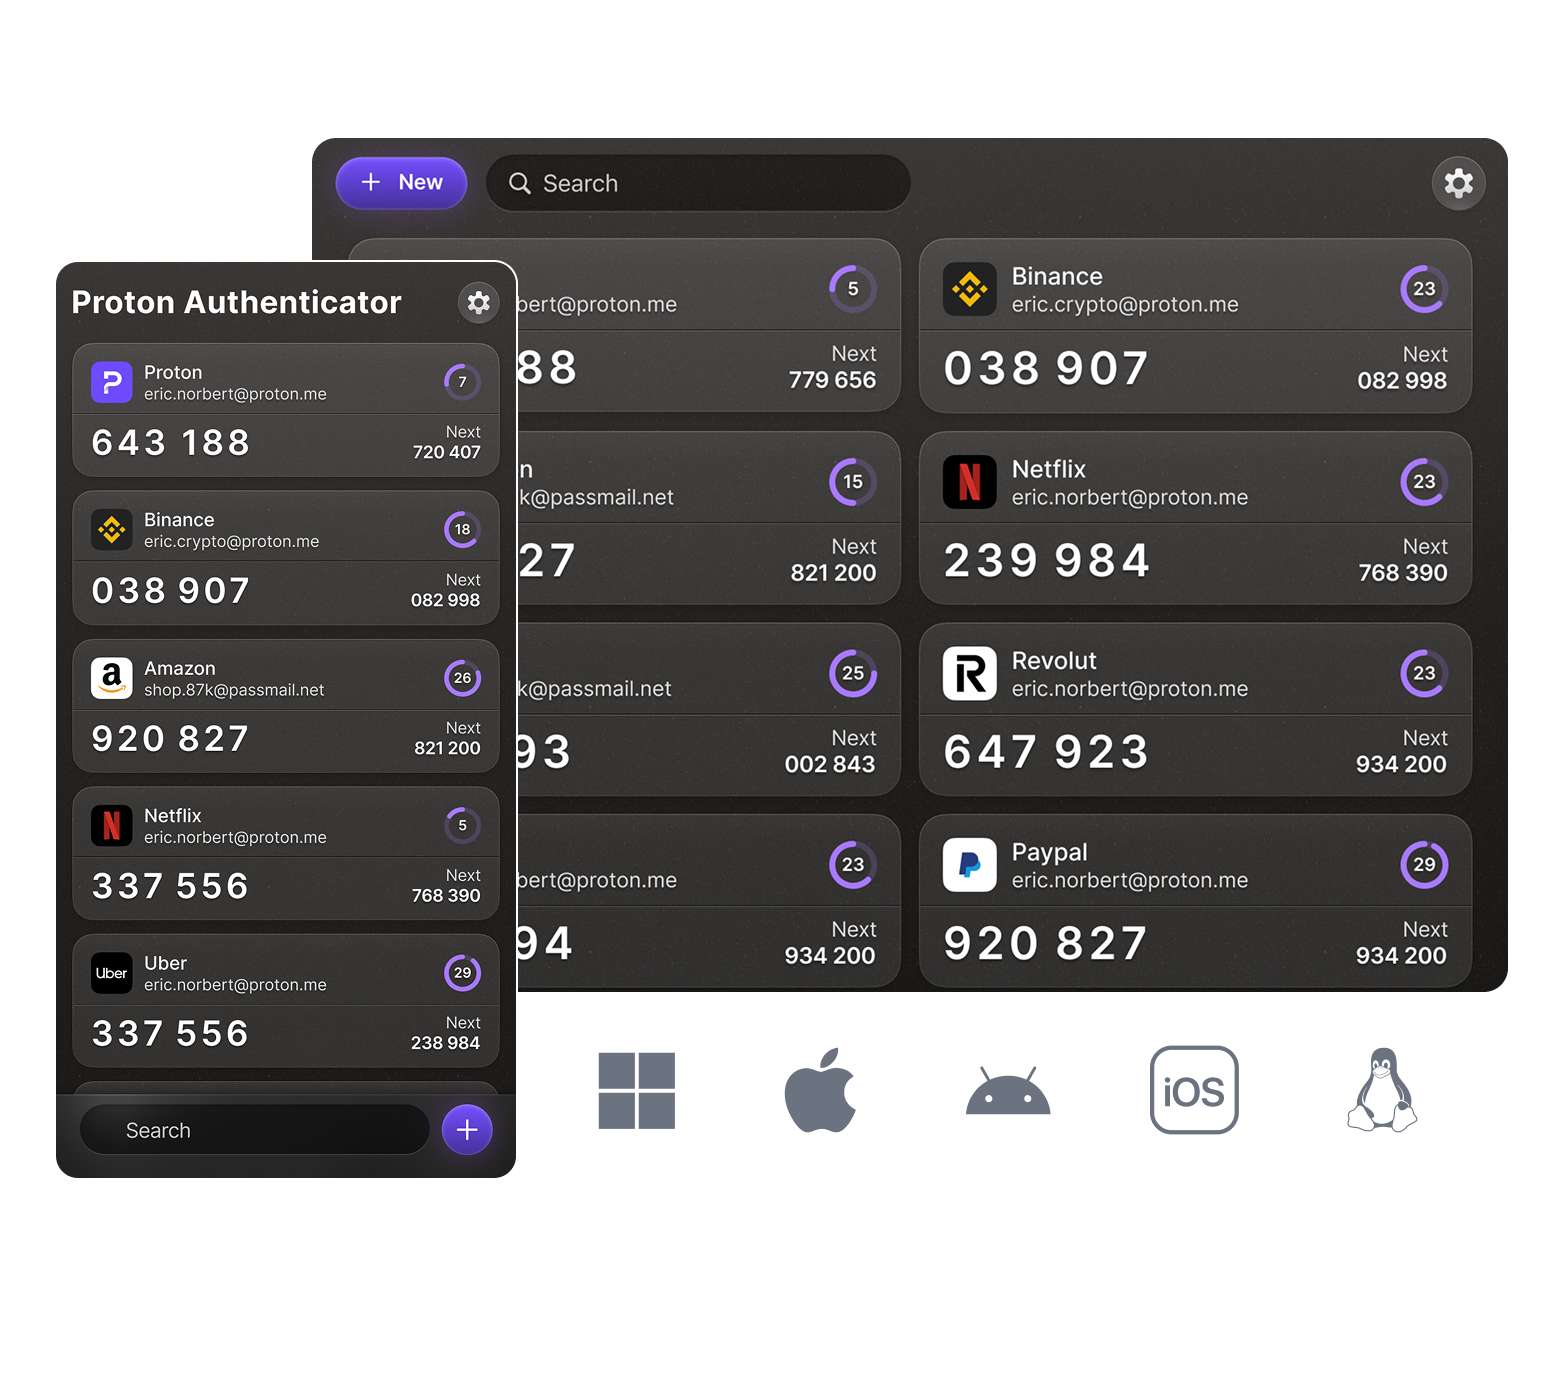 New
Search
bert@proton.me
5
88
Next
779 656
Binance
eric.crypto@proton.me
23
038 907
Next
082 998
n
k@passmail.net
15
27
Next
821 200
Netflix
eric.norbert@proton.me
23
239 984
Next
768 390
k@passmail.net
25
93
Next
002 843
Revolut
eric.norbert@proton.me
23
647 923
Next
934 200
bert@proton.me
23
94
Next
934 200
Paypal
eric.norbert@proton.me
29
920 827
Next
934 200
Proton Authenticator
Proton
eric.norbert@proton.me
7
643 188
Next
720 407
Binance
eric.crypto@proton.me
18
038 907
Next
082 998
a
Amazon
shop.87k@passmail.net
26
920 827
Next
821 200
Netflix
eric.norbert@proton.me
5
337 556
Next
768 390
Uber
Uber
eric.norbert@proton.me
29
337 556
Next
238 984
Search
iOS